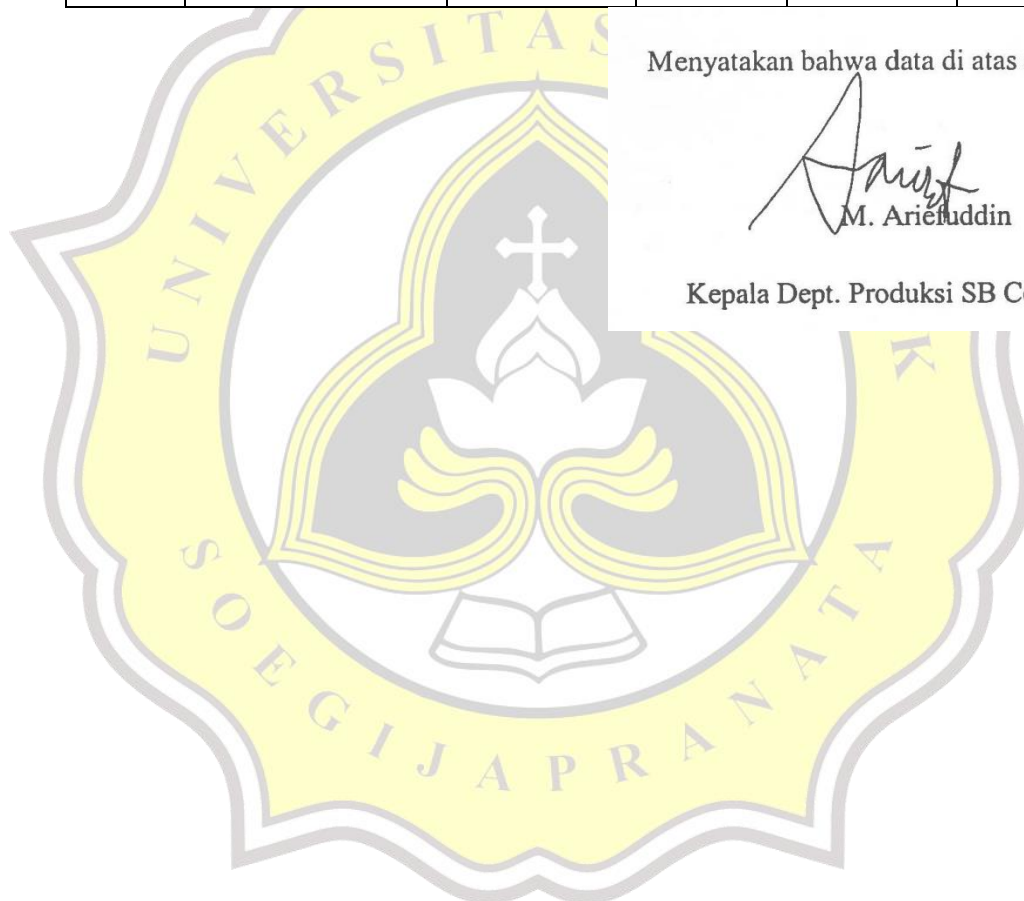 UNIVERSITAS K
SOEGIJAPRANATA
Menyatakan bahwa data di atas
M. Ariefuddin
Kepala Dept. Produksi SB